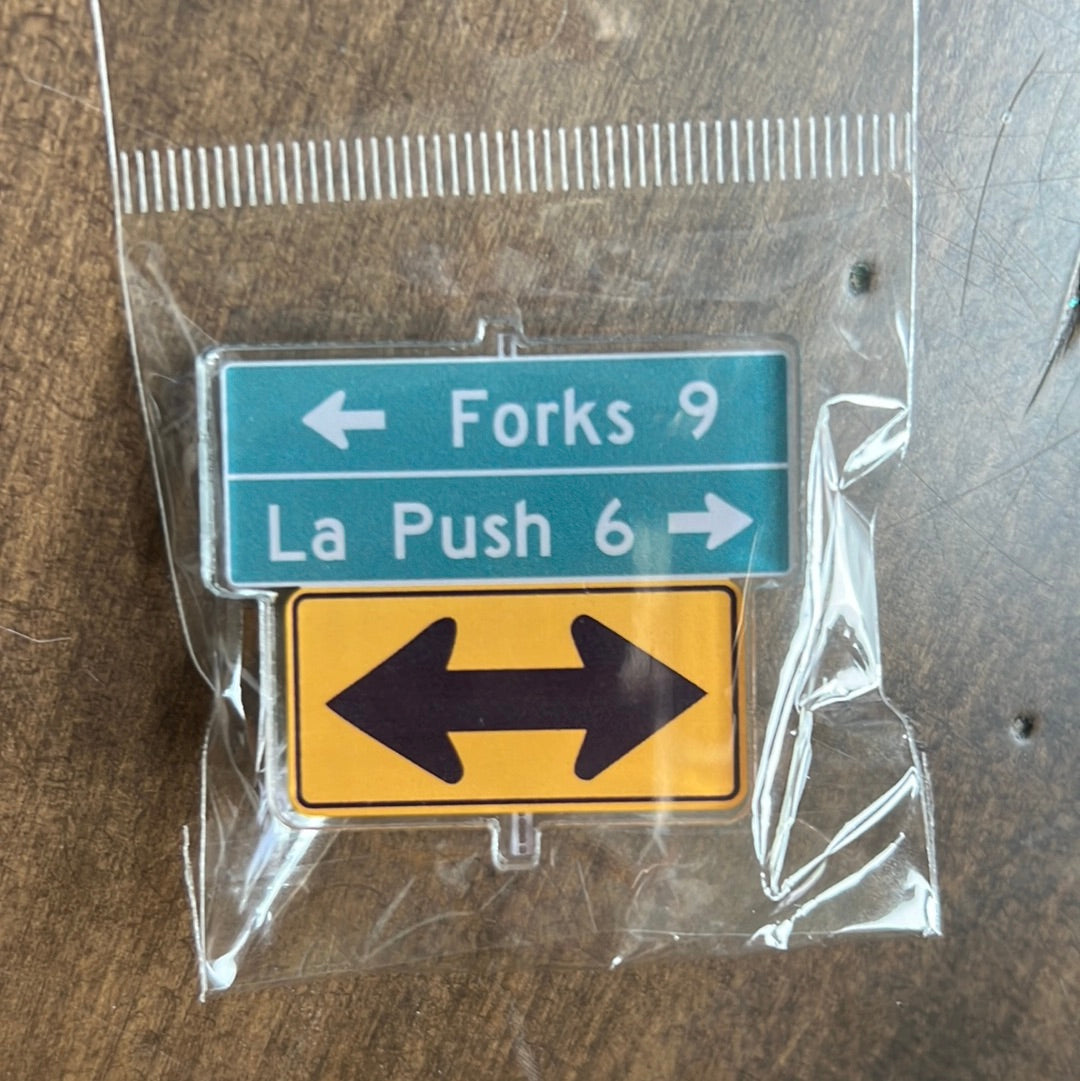 ← Forks 9
La Push 6 →